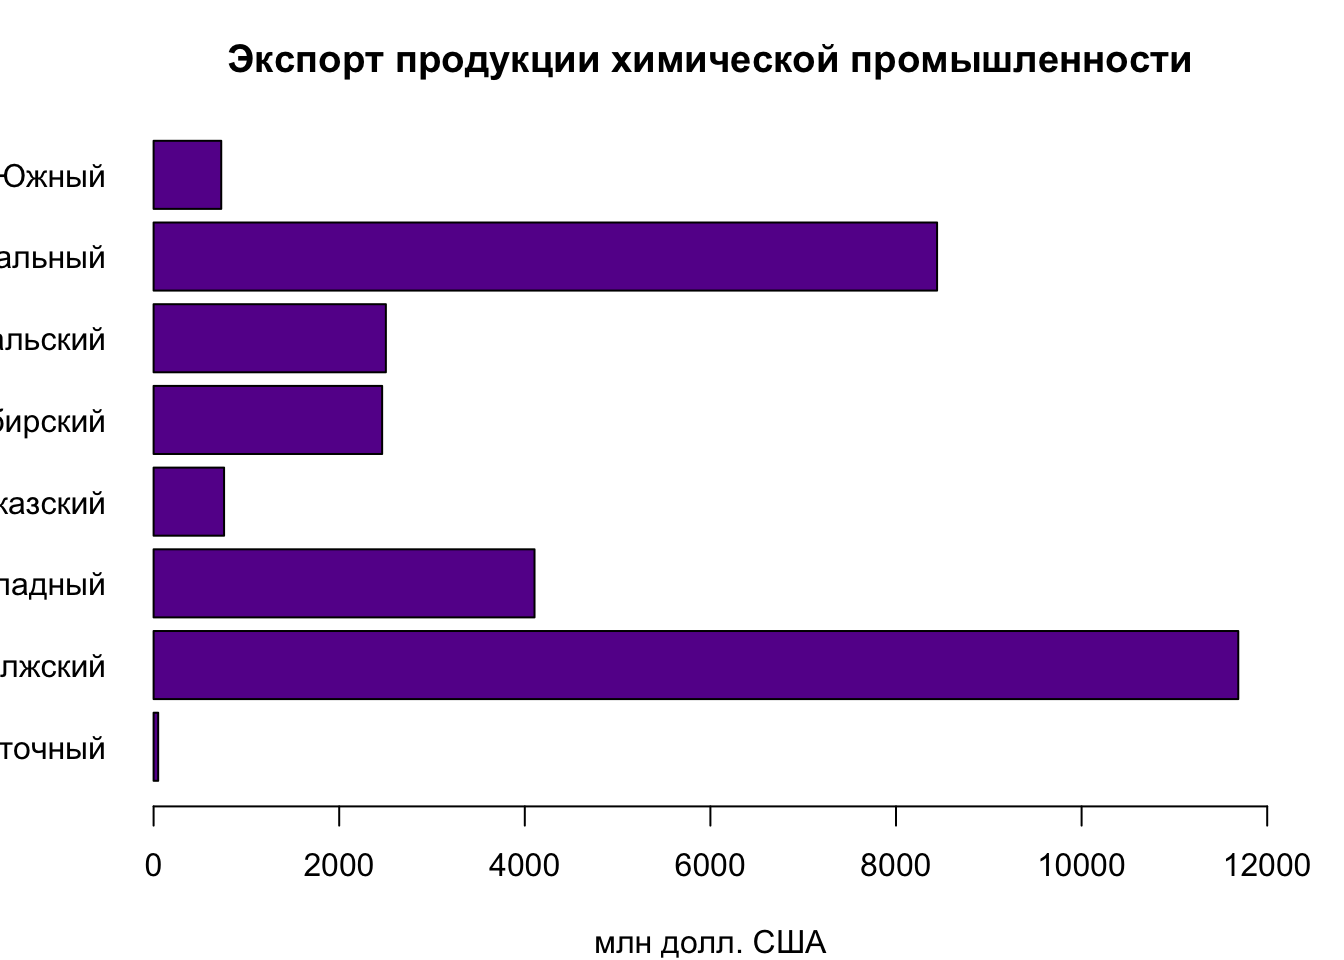 Экспорт продукции химической промышленности
Южный
альный
альский
бирский
казский
падный
лжский
точный
0 2000 4000 6000 8000 10000 12000
млн долл. США